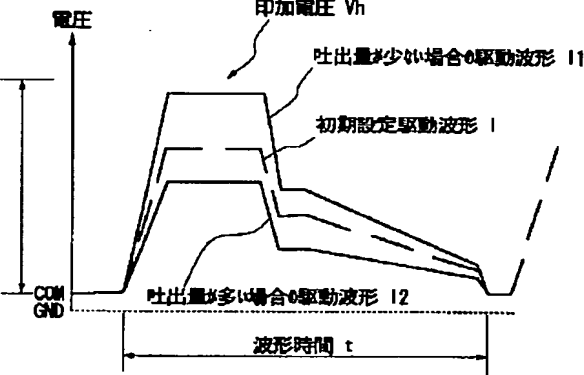 印加電圧 Vh
電圧
吐出量が少ない場合の駆動波形 I1
初期設定駆動波形 I
COM
吐出量が多い場合の駆動波形 I2
GND
波形時間 t